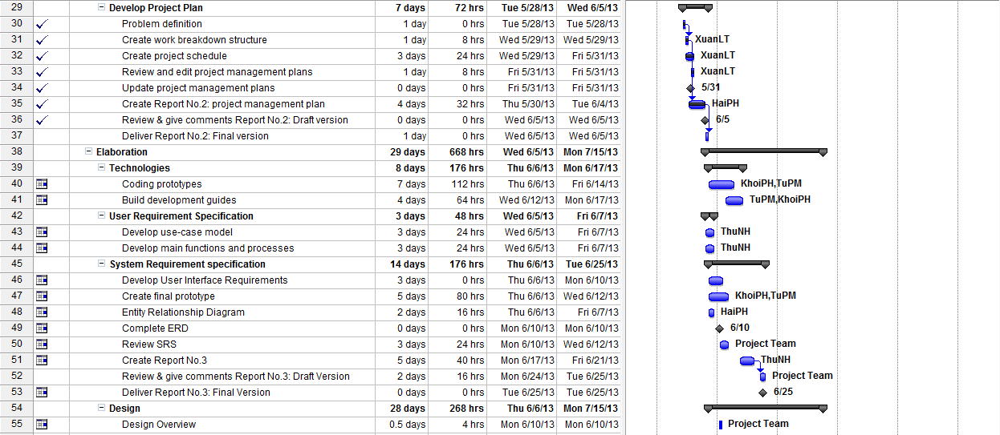 29 Develop Project Plan 7 days 72 hrs Tue 5/28/13 Wed 6/5/13
30 Problem definition 1 day 0 hrs Tue 5/28/13 Tue 5/28/13
31 Create work breakdown structure 1 day 8 hrs Wed 5/29/13 Wed 5/29/13 XuanLT
32 Create project schedule 3 days 24 hrs Wed 5/29/13 Fri 5/31/13 XuanLT
33 Review and edit project management plans 1 day 8 hrs Fri 5/31/13 Fri 5/31/13 XuanLT
34 Update project management plans 0 days 0 hrs Fri 5/31/13 Fri 5/31/13 5/31
35 Create Report No.2: project management plan 4 days 32 hrs Thu 5/30/13 Tue 6/4/13 HaiPH
36 Review & give comments Report No.2: Draft version 0 days 0 hrs Wed 6/5/13 Wed 6/5/13 6/5
37 Deliver Report No.2: Final version 1 day 0 hrs Wed 6/5/13 Wed 6/5/13
38 Elaboration 29 days 668 hrs Wed 6/5/13 Mon 7/15/13
39 Technologies 8 days 176 hrs Thu 6/6/13 Mon 6/17/13
40 Coding prototypes 7 days 112 hrs Thu 6/6/13 Fri 6/14/13 KhoiPH,TuPM
41 Build development guides 4 days 64 hrs Wed 6/12/13 Mon 6/17/13 TuPM,KhoiPH
42 User Requirement Specification 3 days 48 hrs Wed 6/5/13 Fri 6/7/13
43 Develop use-case model 3 days 24 hrs Wed 6/5/13 Fri 6/7/13 ThuNH
44 Develop main functions and processes 3 days 24 hrs Wed 6/5/13 Fri 6/7/13 ThuNH
45 System Requirement specification 14 days 176 hrs Thu 6/6/13 Tue 6/25/13
46 Develop User Interface Requirements 3 days 0 hrs Thu 6/6/13 Mon 6/10/13
47 Create final prototype 5 days 80 hrs Thu 6/6/13 Wed 6/12/13 KhoiPH,TuPM
48 Entity Relationship Diagram 2 days 16 hrs Thu 6/6/13 Fri 6/7/13 HaiPH
49 Complete ERD 0 days 0 hrs Mon 6/10/13 Mon 6/10/13 6/10
50 Review SRS 3 days 24 hrs Mon 6/10/13 Wed 6/12/13 Project Team
51 Create Report No.3 5 days 40 hrs Mon 6/17/13 Fri 6/21/13 ThuNH
52 Review & give comments Report No.3: Draft Version 2 days 16 hrs Mon 6/24/13 Tue 6/25/13 Project Team
53 Deliver Report No.3: Final Version 0 days 0 hrs Tue 6/25/13 Tue 6/25/13 6/25
54 Design 28 days 268 hrs Thu 6/6/13 Mon 7/15/13
55 Design Overview 0.5 days 4 hrs Mon 6/10/13 Mon 6/10/13 Project Team